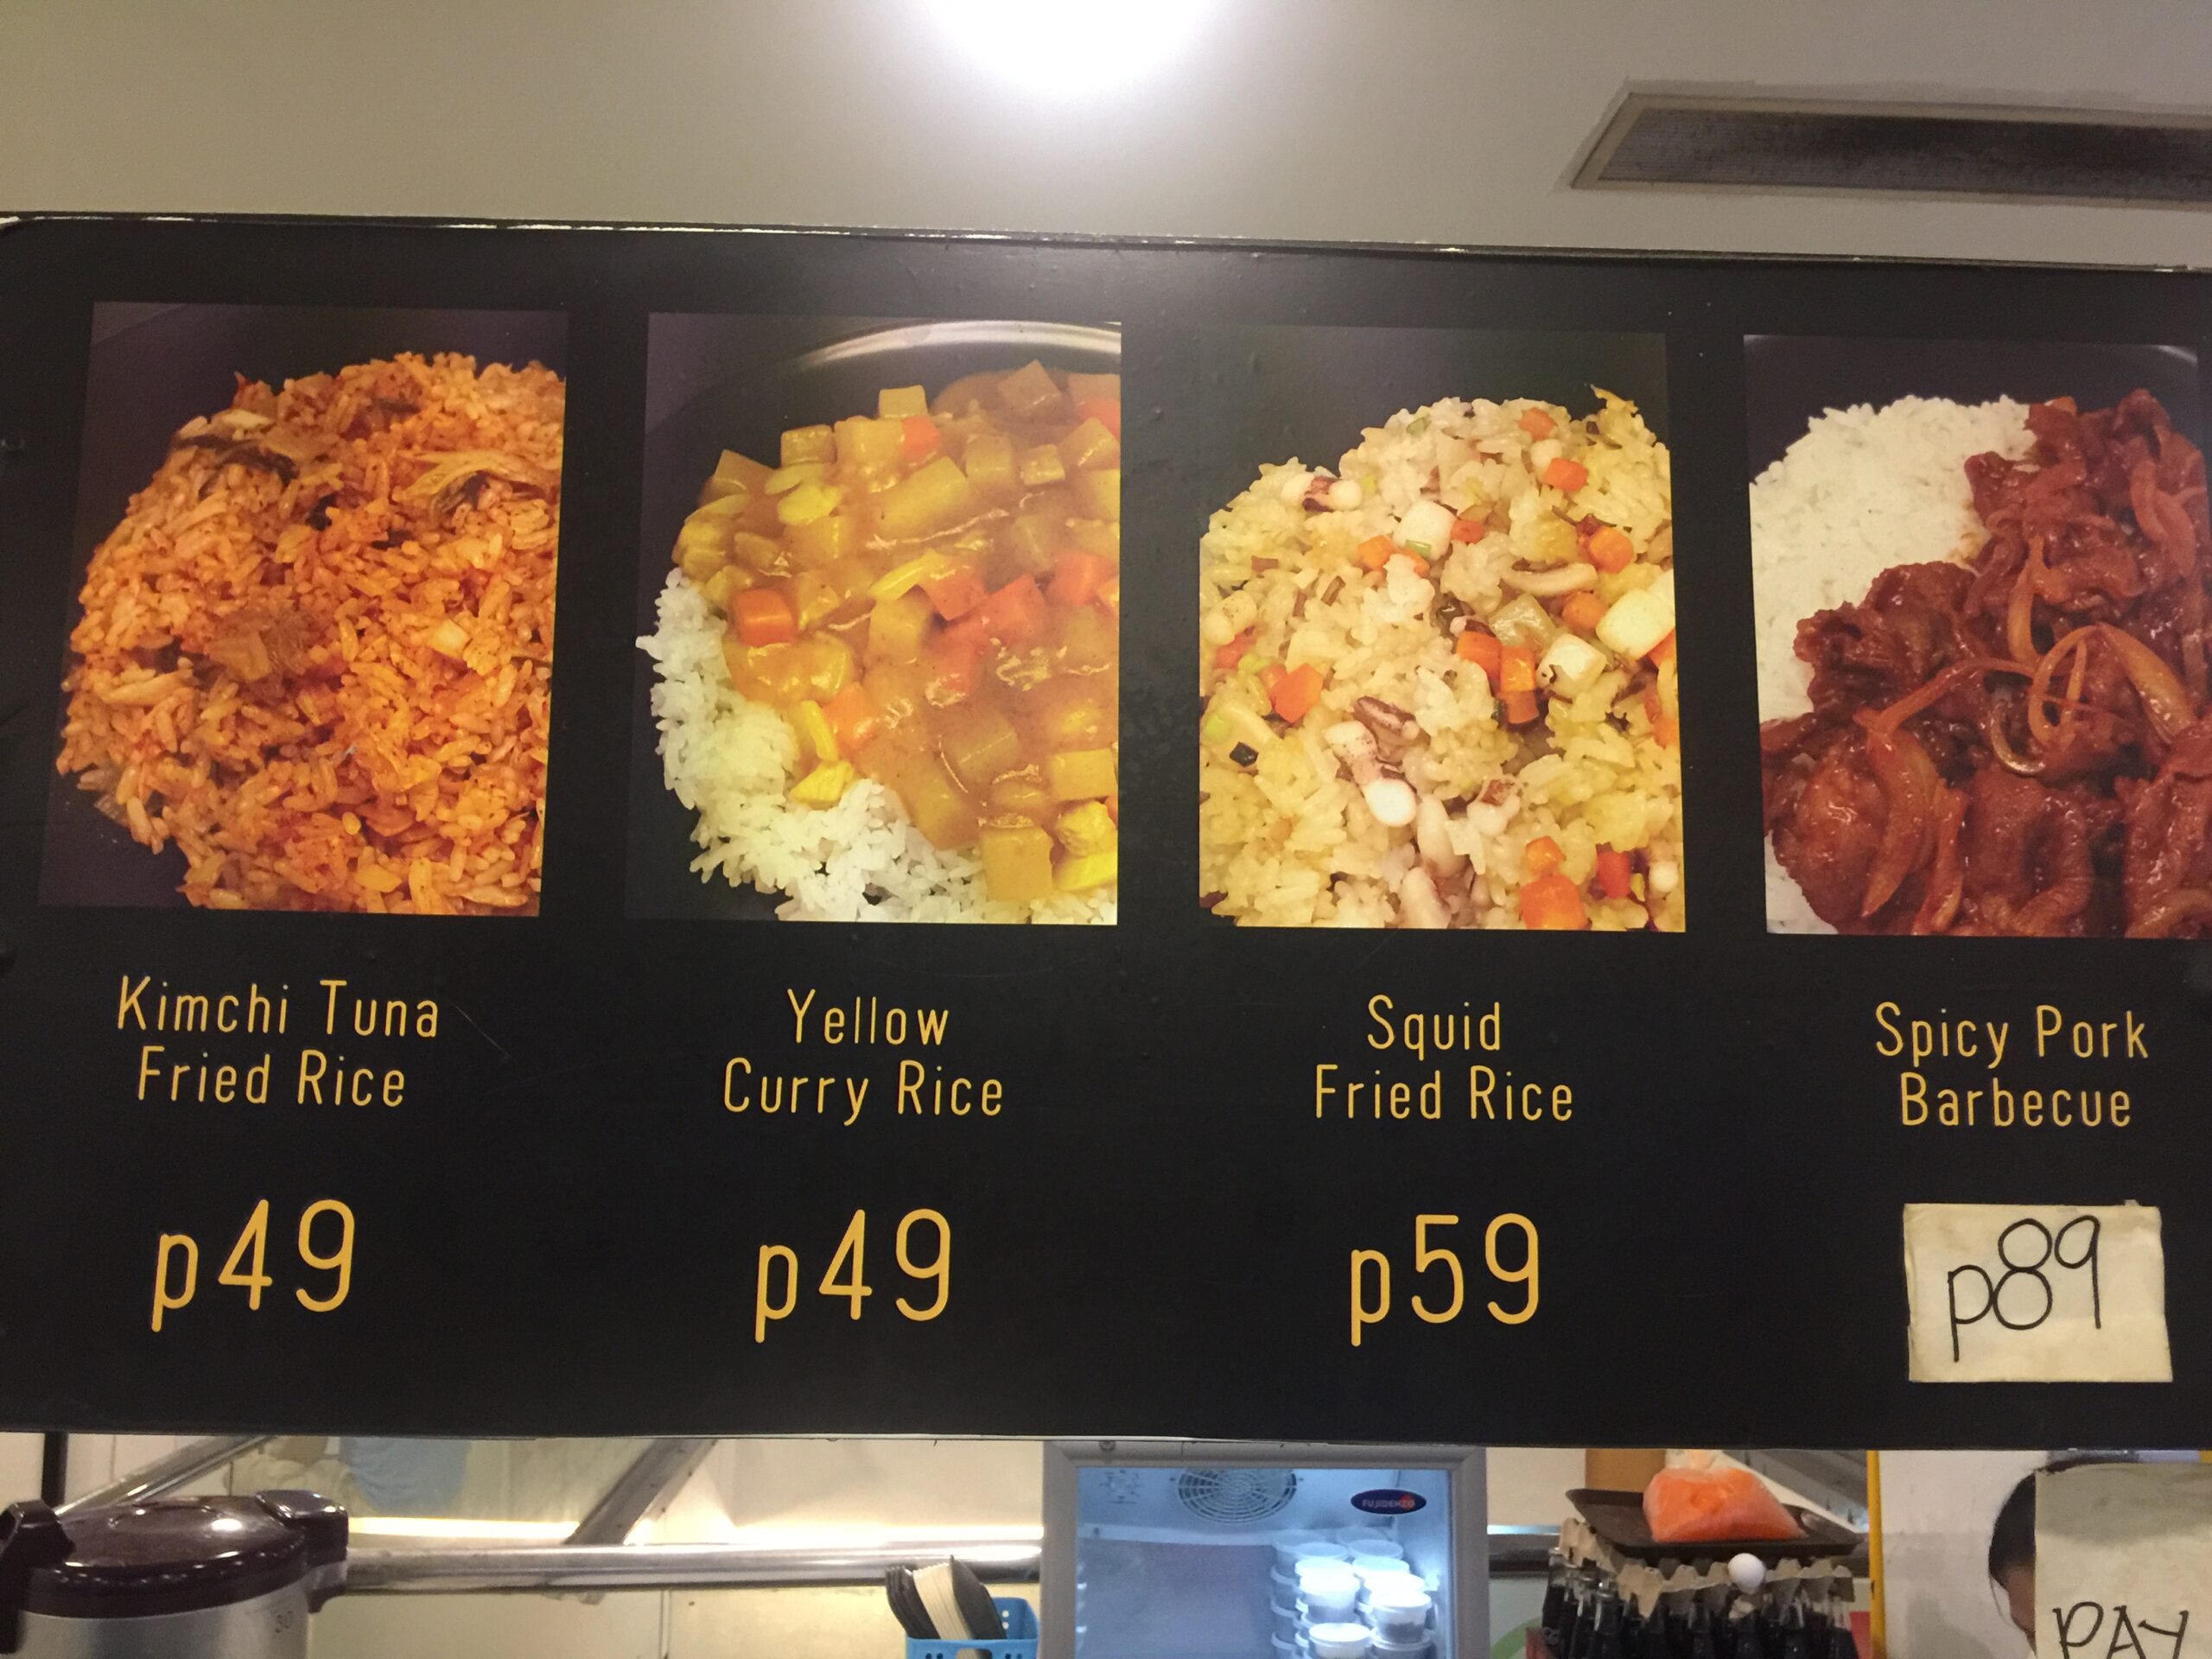 Kimchi Tuna
Fried Rice
p49
Yellow
Curry Rice
p49
Squid
Fried Rice
p59
Spicy Pork
Barbecue
p89
FUJIDENZO
PAY